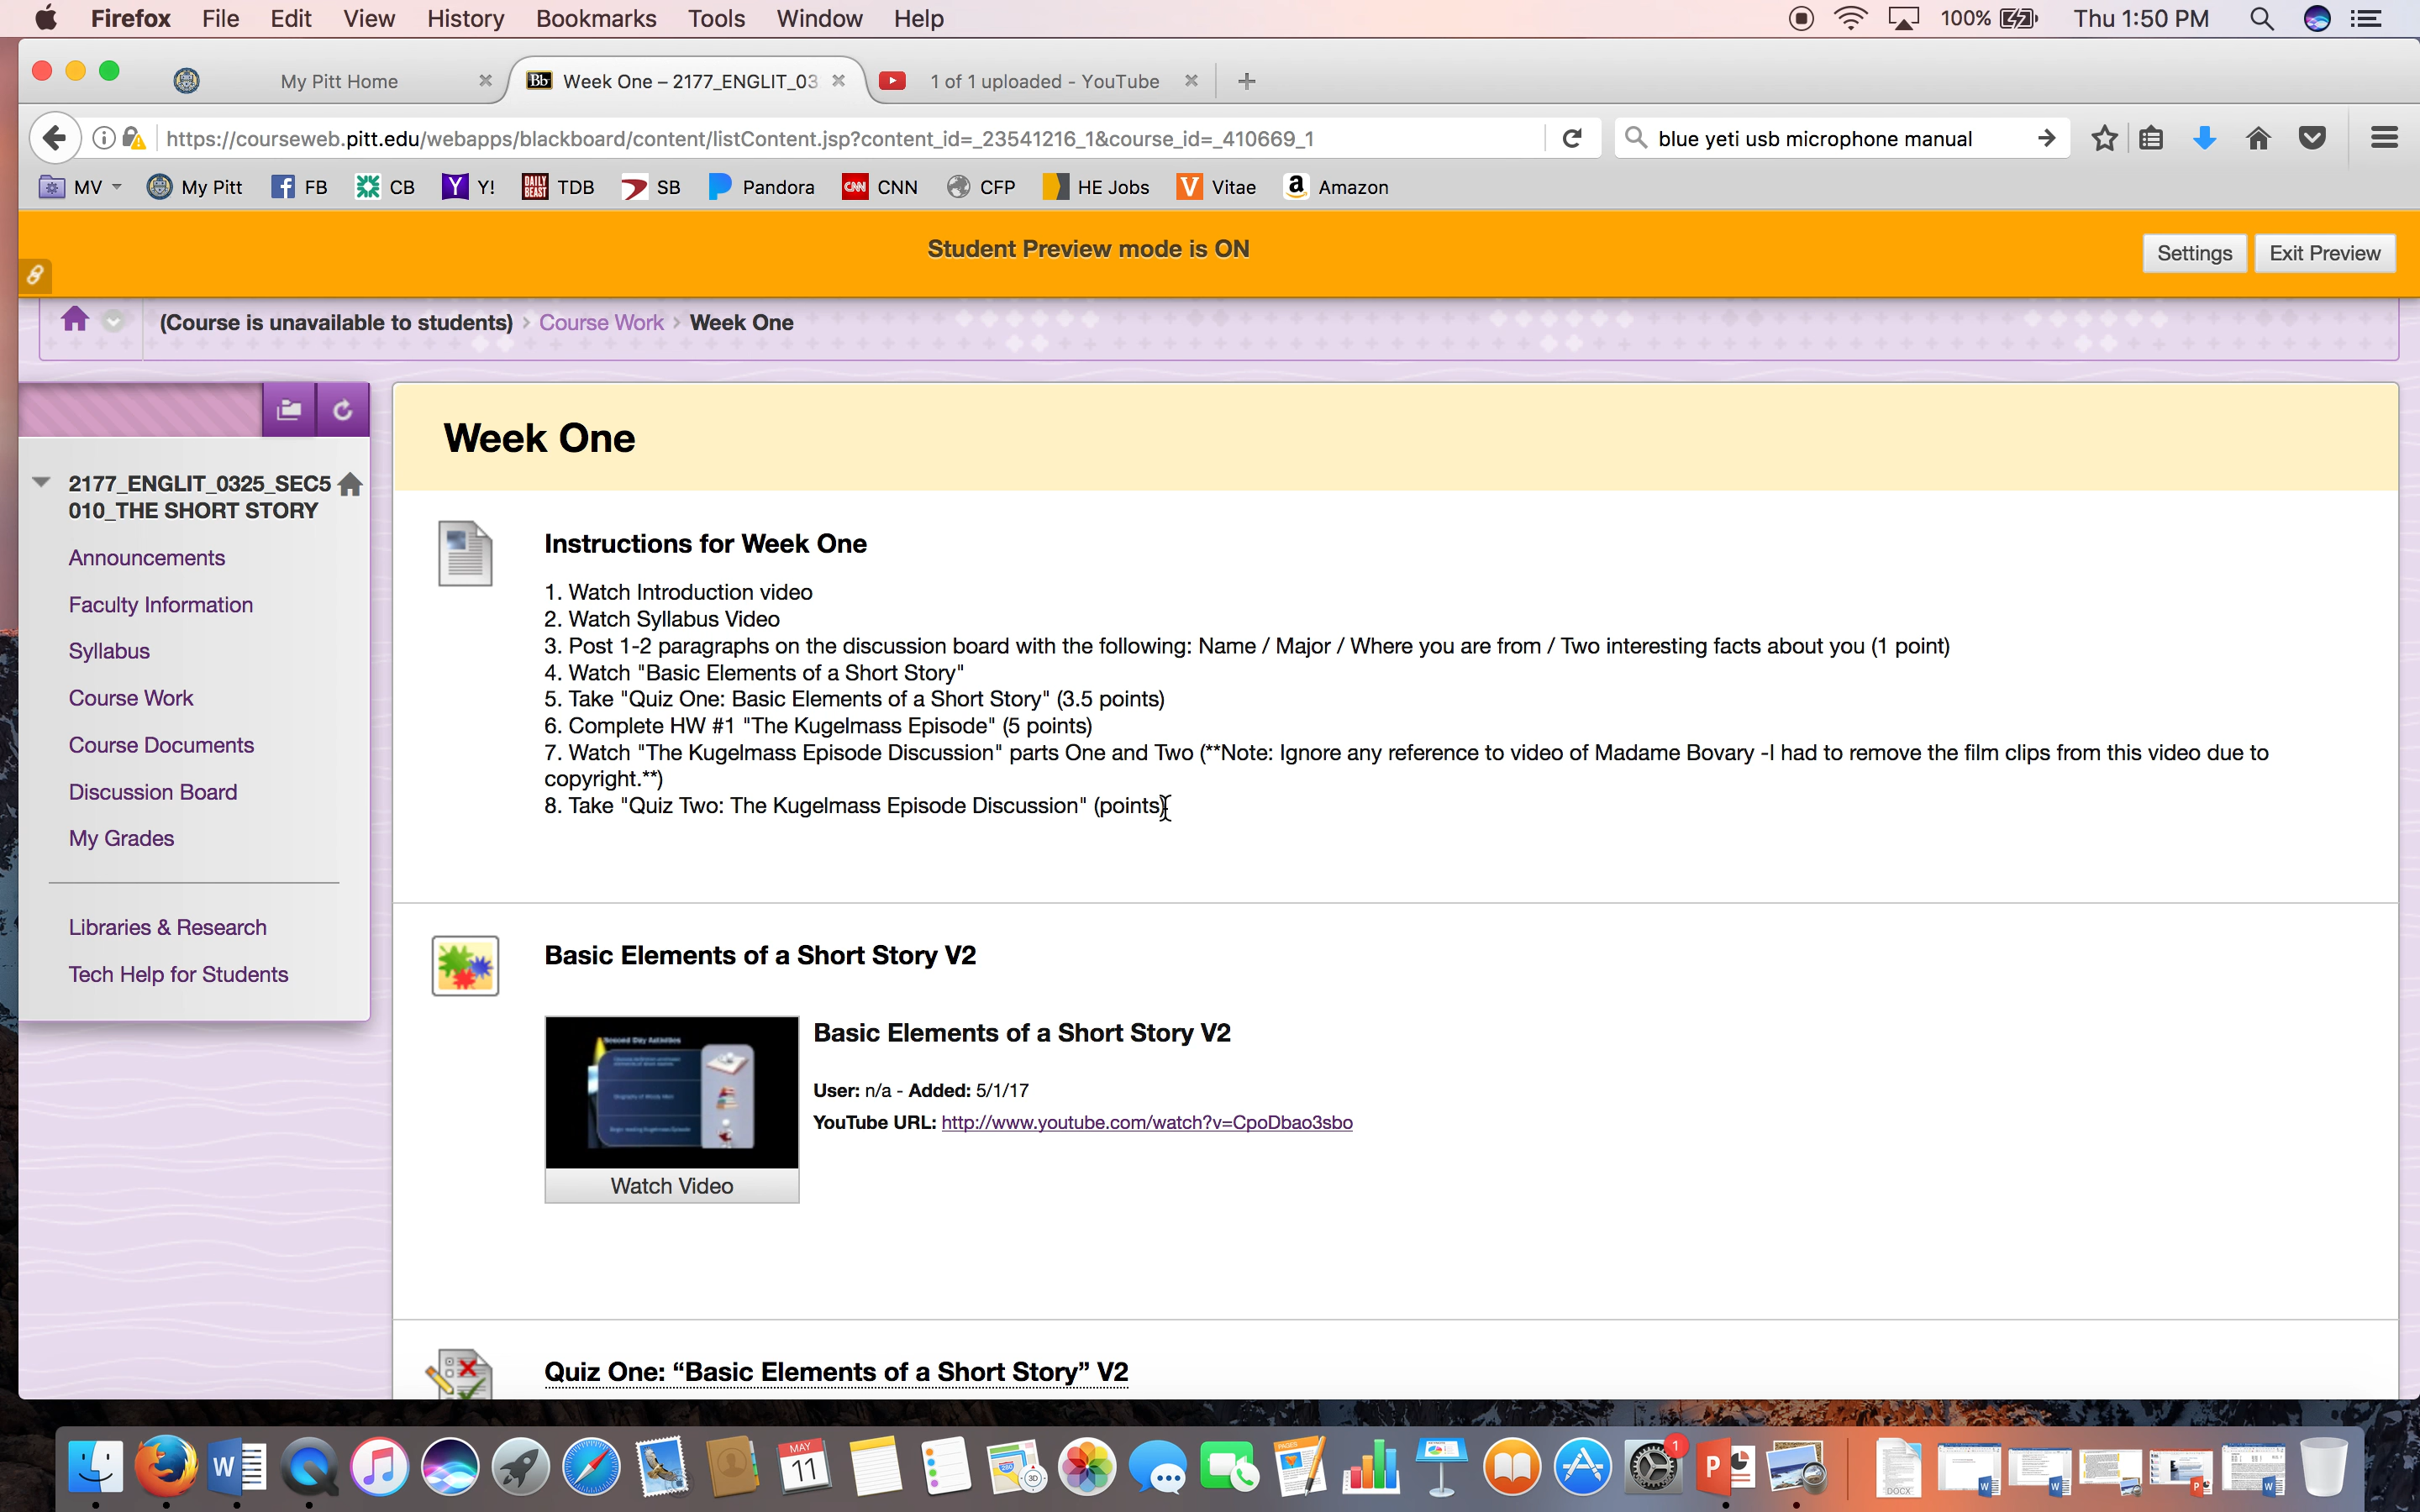 Firefox File Edit View History Bookmarks Tools Window Help 100% Thu 1:50 PM
My Pitt Home Bb Week One – 2177_ENGLIT_03 1 of 1 uploaded - YouTube
https://courseweb.pitt.edu/webapps/blackboard/content/listContent.jsp?content_id=_23541216_1&course_id=_410669_1 blue yeti usb microphone manual
MV My Pitt FB CB Y! TDB SB Pandora CNN CFP HE Jobs Vitae Amazon
Student Preview mode is ON Settings Exit Preview
(Course is unavailable to students) Course Work Week One
Week One
2177_ENGLIT_0325_SEC5
010_THE SHORT STORY
Announcements
Faculty Information
Syllabus
Course Work
Course Documents
Discussion Board
My Grades
Libraries & Research
Tech Help for Students
Instructions for Week One
1. Watch Introduction video
2. Watch Syllabus Video
3. Post 1-2 paragraphs on the discussion board with the following: Name / Major / Where you are from / Two interesting facts about you (1 point)
4. Watch "Basic Elements of a Short Story"
5. Take "Quiz One: Basic Elements of a Short Story" (3.5 points)
6. Complete HW #1 "The Kugelmass Episode" (5 points)
7. Watch "The Kugelmass Episode Discussion" parts One and Two (**Note: Ignore any reference to video of Madame Bovary -I had to remove the film clips from this video due to
copyright.**)
8. Take "Quiz Two: The Kugelmass Episode Discussion" (points)
Basic Elements of a Short Story V2
Second Day Activities
Basic Elements of a Short Story V2
User: n/a - Added: 5/1/17
YouTube URL: http://www.youtube.com/watch?v=CpoDbao3sbo
Watch Video
Quiz One: “Basic Elements of a Short Story” V2
MAY
11
PAGES
1
DOCX